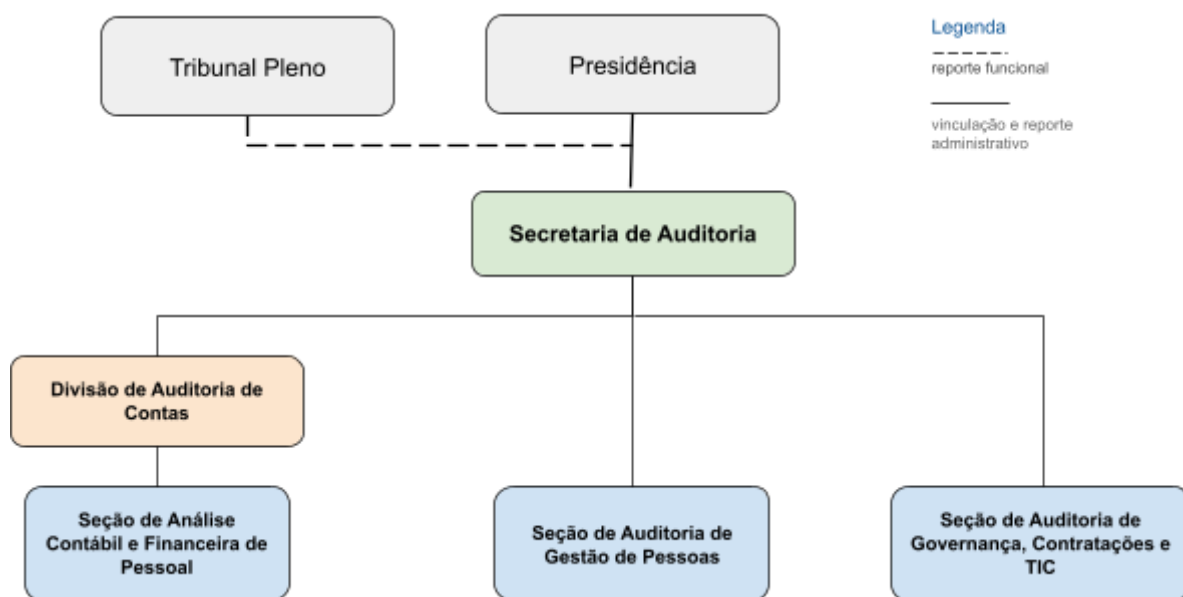 Tribunal Pleno
Presidência
Legenda
reporte funcional
vinculação e reporte
administrativo
Secretaria de Auditoria
Divisão de Auditoria de
Contas
Seção de Análise
Contábil e Financeira de
Pessoal
Seção de Auditoria de
Gestão de Pessoas
Seção de Auditoria de
Governança, Contratações e
TIC